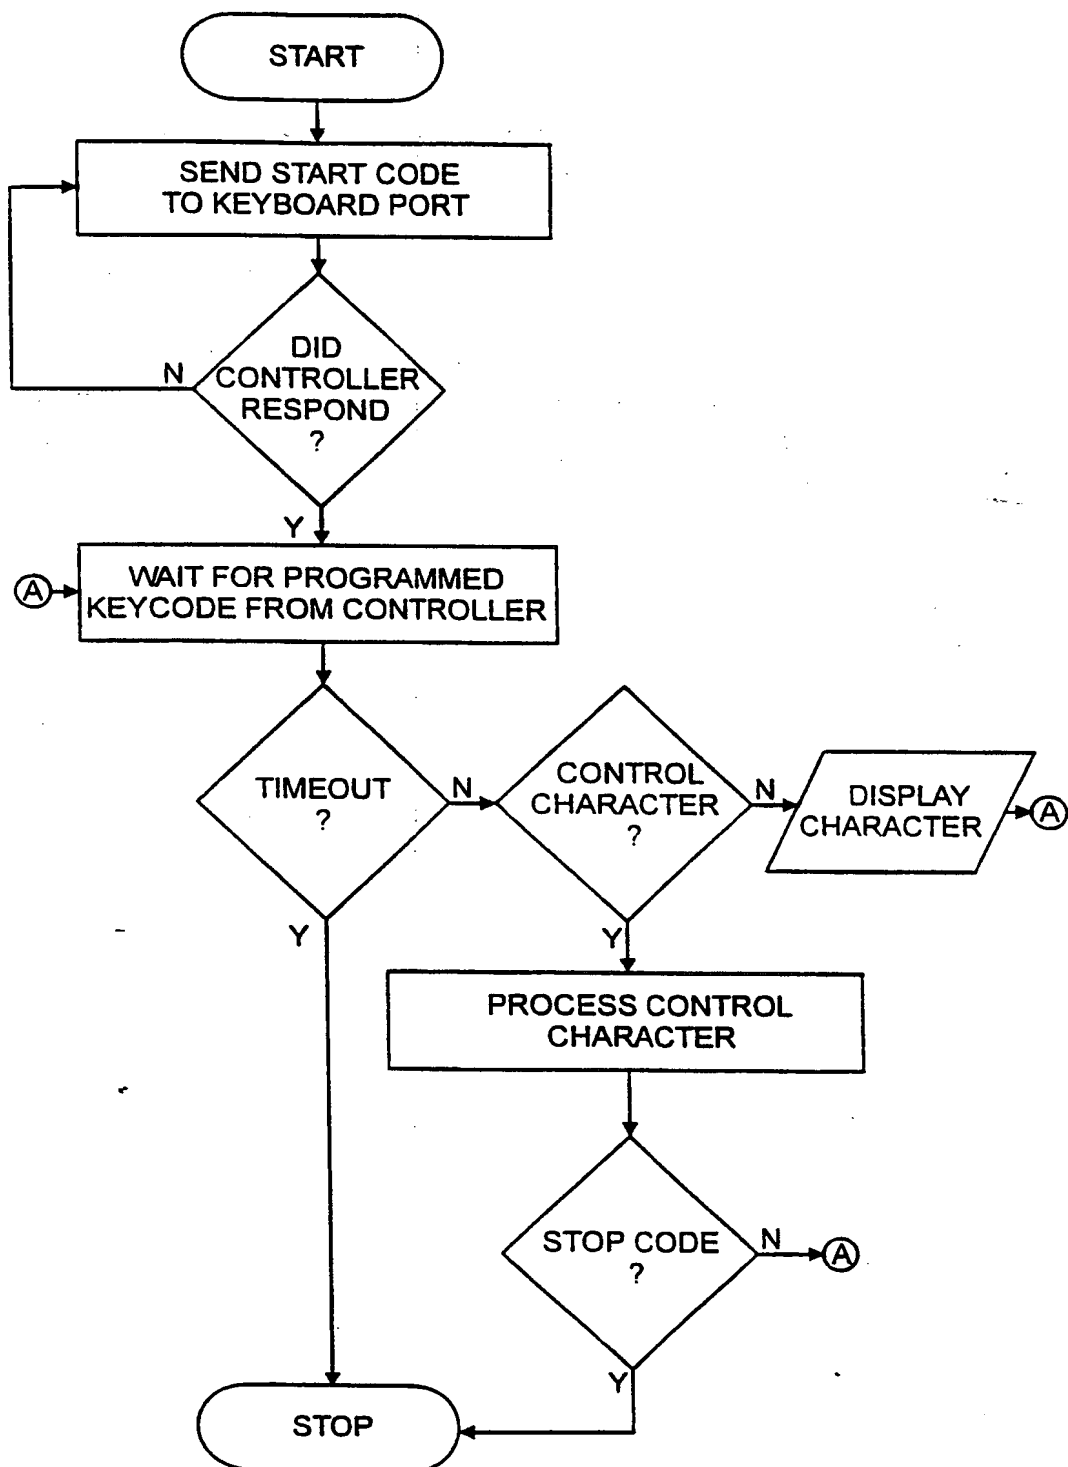 START
SEND START CODE
TO KEYBOARD PORT
DID
CONTROLLER
RESPOND
?
N
Y
A
WAIT FOR PROGRAMMED
KEYCODE FROM CONTROLLER
TIMEOUT
?
N
CONTROL
CHARACTER
?
N
DISPLAY
CHARACTER
A
Y
Y
PROCESS CONTROL
CHARACTER
STOP CODE
?
N
A
Y
STOP